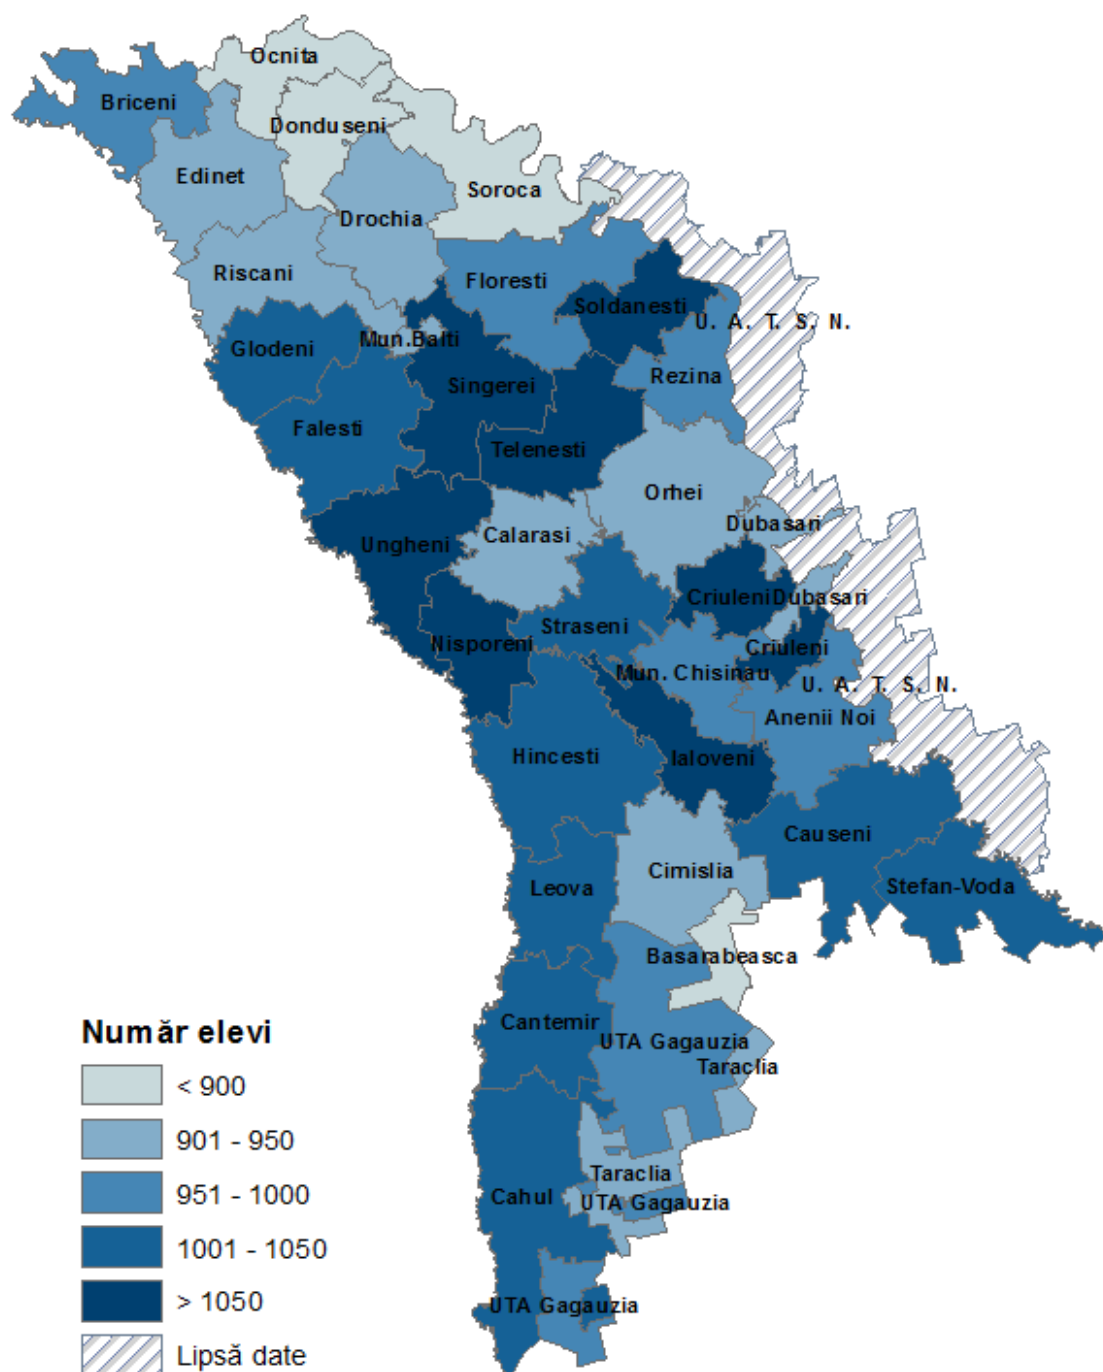 Ocnita
Briceni
Donduseni
Edinet
Soroca
Drochia
Riscani
Floresti
Soldanesti
U. A. T. S. N.
Mun.Balti
Glodeni
Rezina
Singerei
Falesti
Telenesti
Orhei
Dubasari
Calarasi
Ungheni
Criuleni
Dubasari
Straseni
Nisporeni
Criuleni
Mun. Chisinau
U. A. T. S. N.
Anenii Noi
Hincesti
Ialoveni
Causeni
Cimislia
Leova
Stefan-Voda
Basarabeasca
Cantemir
UTA Gagauzia
Taraclia
Taraclia
Cahul
UTA Gagauzia
UTA Gagauzia
Număr elevi
< 900
901 - 950
951 - 1000
1001 - 1050
> 1050
Lipsă date